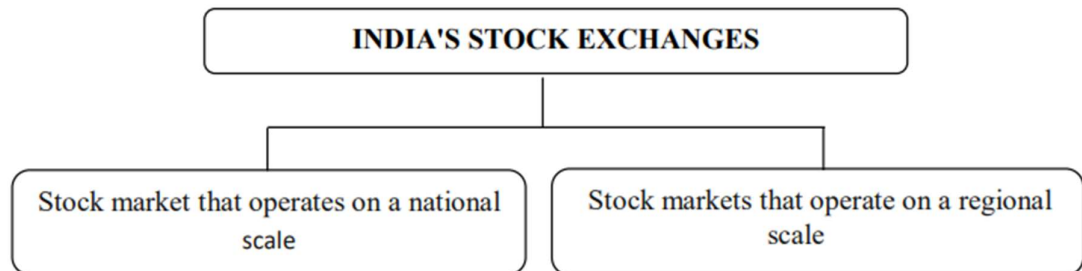 INDIA'S STOCK EXCHANGES
Stock market that operates on a national
scale
Stock markets that operate on a regional
scale